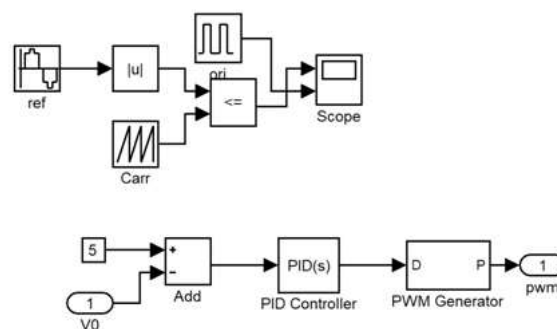 ori
|u|
ref
<=
Scope
Carr
5
+
−
Add
PID(s)
PID Controller
D
P
PWM Generator
1
pwm
1
V0